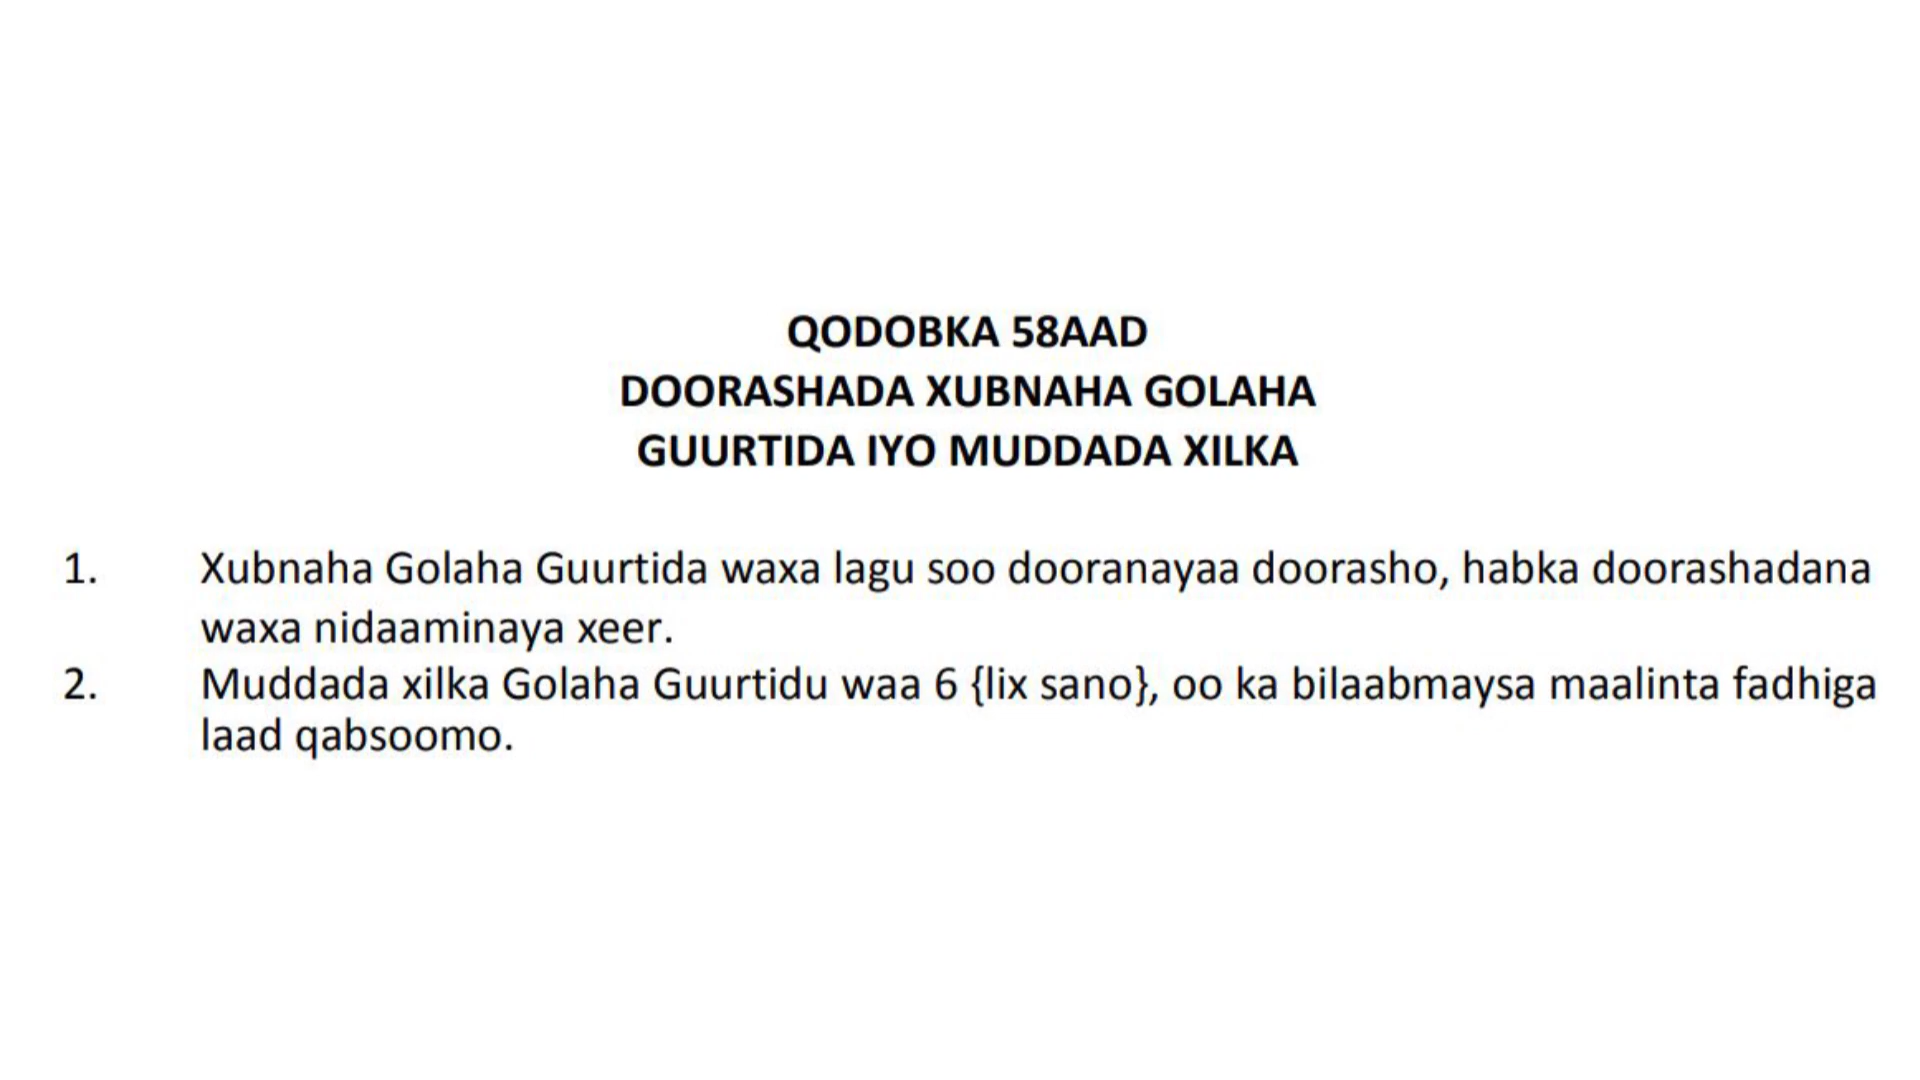 QODOBKA 58AAD
DOORASHADA XUBNAHA GOLAHA
GUURTIDA IYO MUDDADA XILKA
1. Xubnaha Golaha Guurtida waxa lagu soo dooranayaa doorasho, habka doorashadana
waxa nidaaminaya xeer.
2. Muddada xilka Golaha Guurtidu waa 6 {lix sano}, oo ka bilaabmaysa maalinta fadhiga
laad qabsoomo.